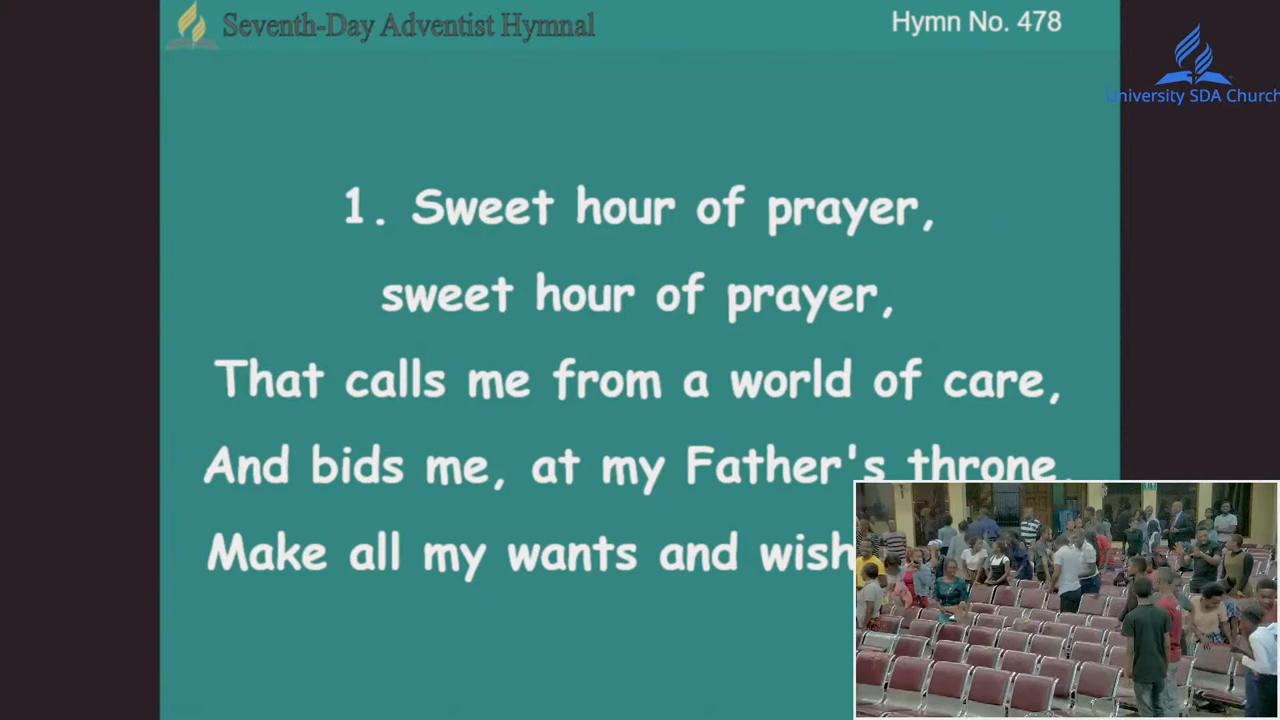 Seventh-Day Adventist Hymnal
Hymn No. 478
University SDA Church
1. Sweet hour of prayer,
sweet hour of prayer,
That calls me from a world of care,
And bids me, at my Father's throne,
Make all my wants and wish